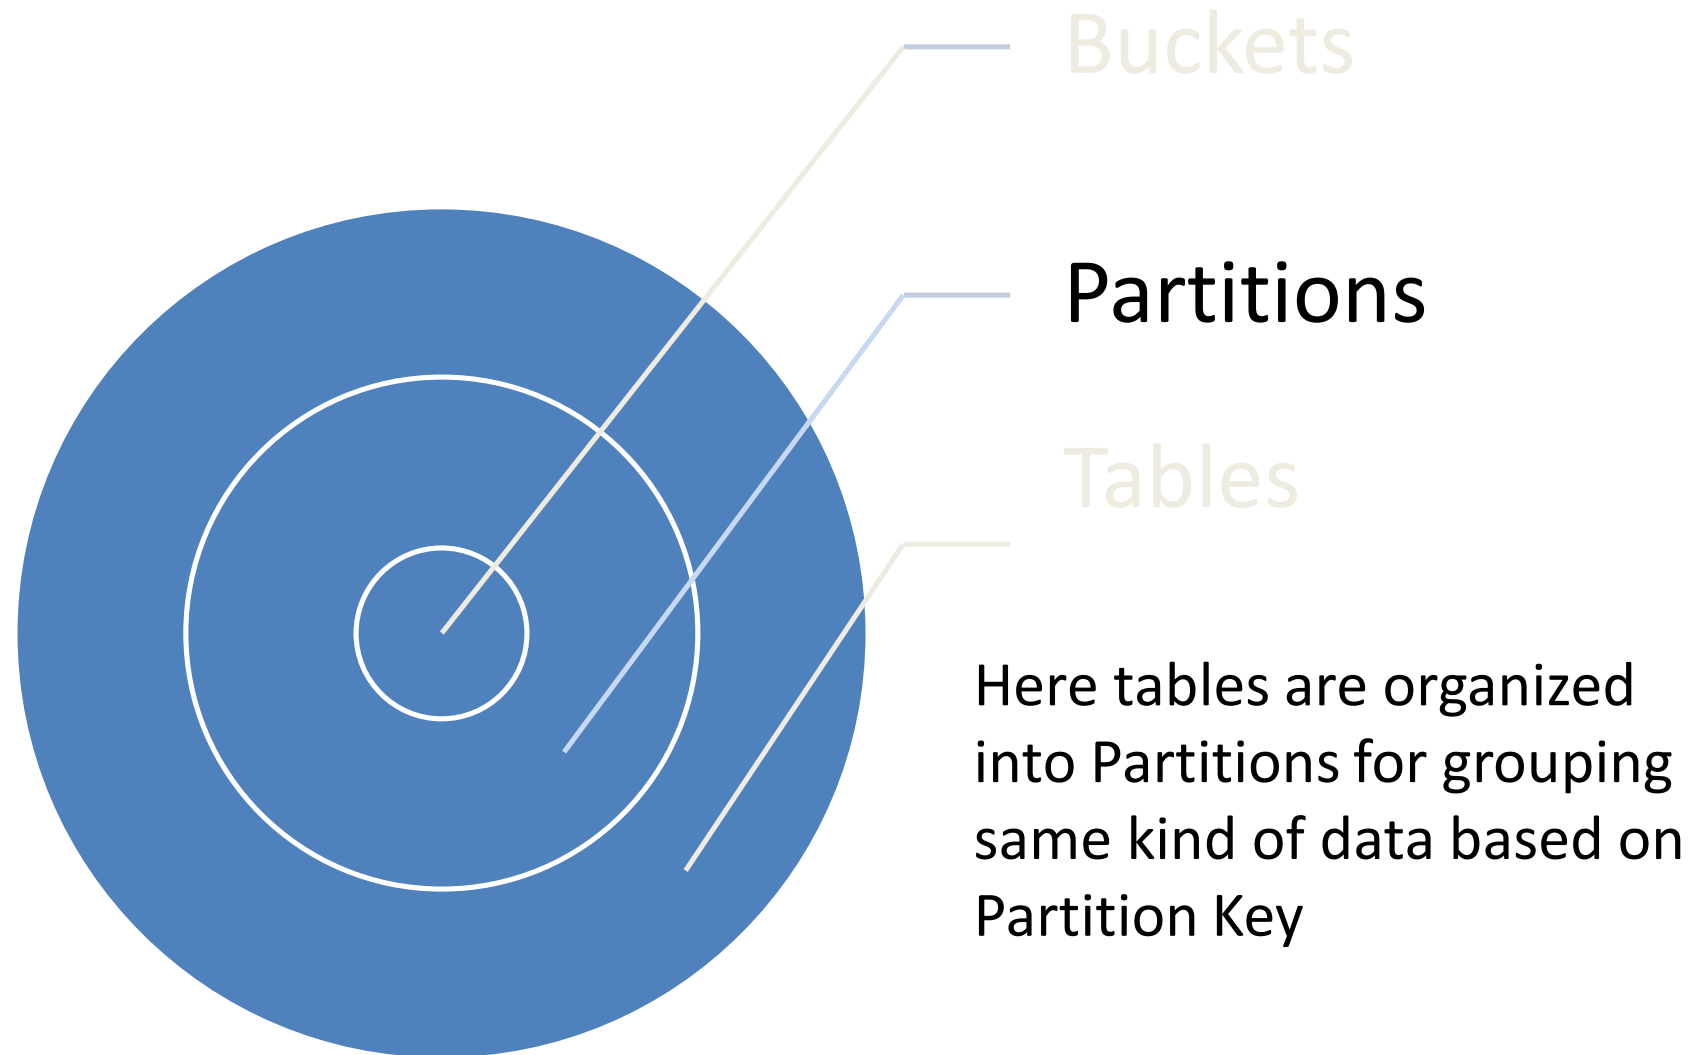 Buckets
Partitions
Tables
Here tables are organized
into Partitions for grouping
same kind of data based on
Partition Key